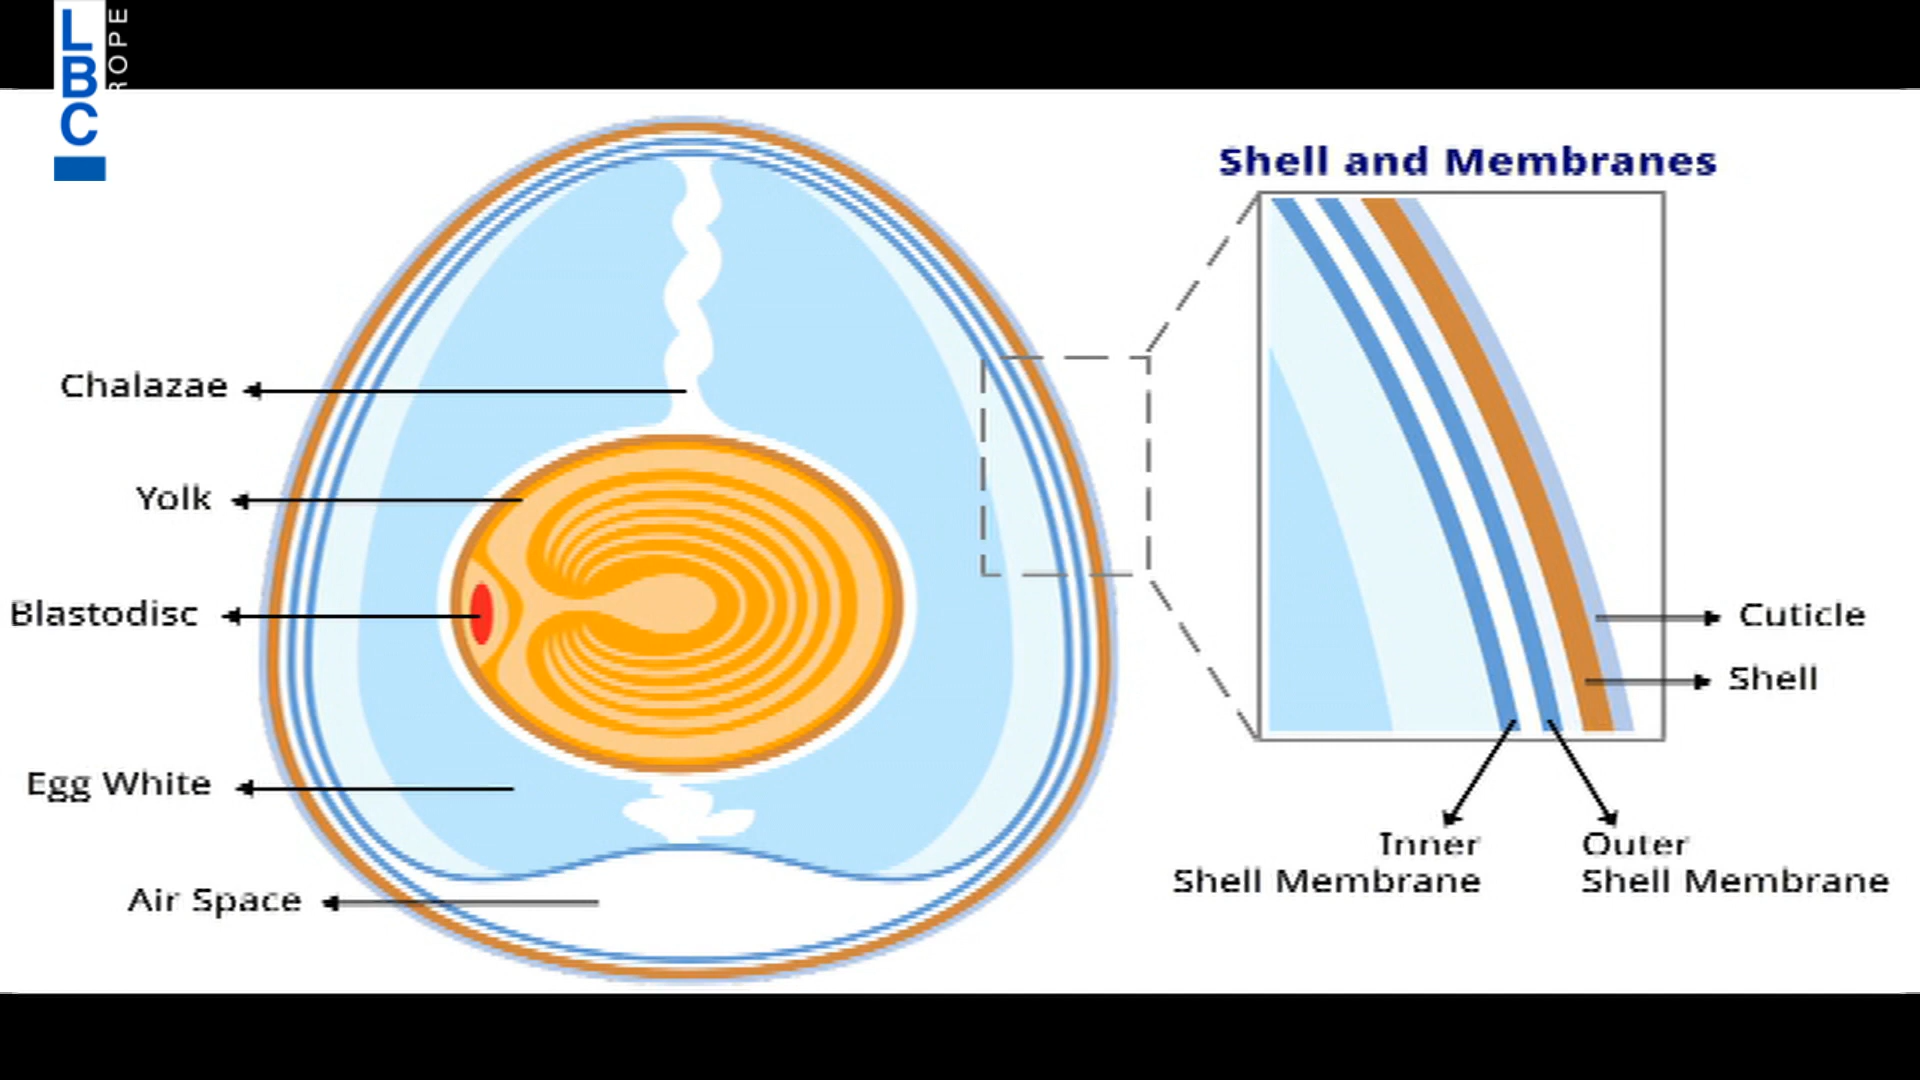 LBC
Shell and Membranes
Chalazae
Yolk
Blastodisc
Egg White
Air Space
Cuticle
Shell
Inner
Shell Membrane
Outer
Shell Membrane